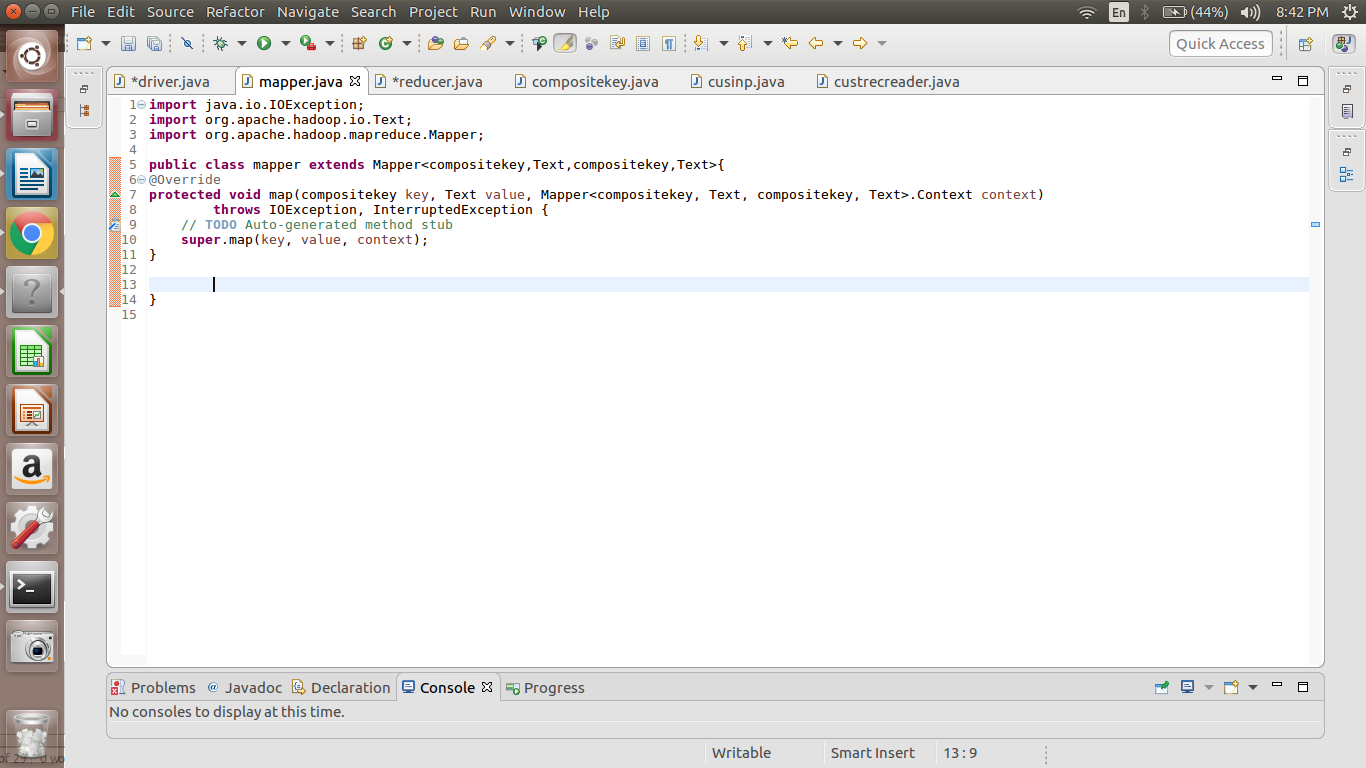 File Edit Source Refactor Navigate Search Project Run Window Help En (44%) 8:42 PM
Quick Access
*driver.java mapper.java *reducer.java compositekey.java cusinp.java custrecreader.java
1 import java.io.IOException;
2 import org.apache.hadoop.io.Text;
3 import org.apache.hadoop.mapreduce.Mapper;
4
5 public class mapper extends Mapper<compositekey,Text,compositekey,Text>{
6 @Override
7 protected void map(compositekey key, Text value, Mapper<compositekey, Text, compositekey, Text>.Context context)
8 throws IOException, InterruptedException {
9 // TODO Auto-generated method stub
10 super.map(key, value, context);
11 }
12
13
14 }
15
Problems @ Javadoc Declaration Console Progress
No consoles to display at this time.
Writable Smart Insert 13 : 9